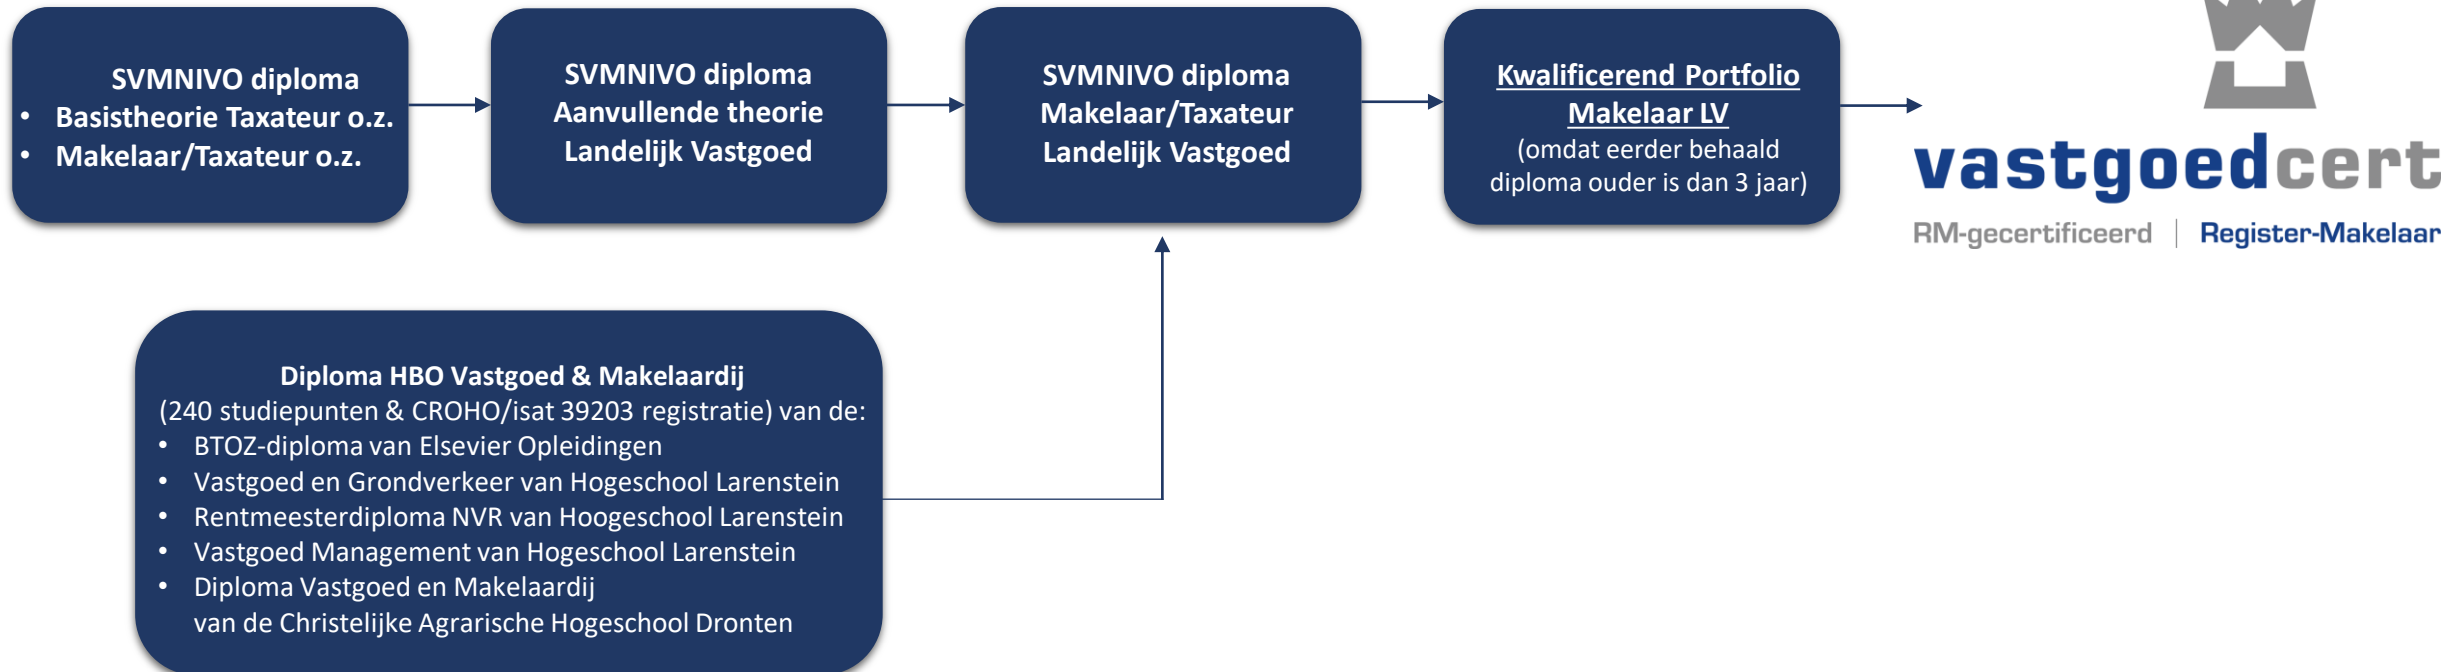 SVMNIVO diploma
• Basistheorie Taxateur o.z.
• Makelaar/Taxateur o.z.
SVMNIVO diploma
Aanvullende theorie
Landelijk Vastgoed
SVMNIVO diploma
Makelaar/Taxateur
Landelijk Vastgoed
Kwalificerend Portfolio
Makelaar LV
(omdat eerder behaald
diploma ouder is dan 3 jaar)
vastgoedcert
RM-gecertificeerd | Register-Makelaar
Diploma HBO Vastgoed & Makelaardij
(240 studiepunten & CROHO/isat 39203 registratie) van de:
• BTOZ-diploma van Elsevier Opleidingen
• Vastgoed en Grondverkeer van Hogeschool Larenstein
• Rentmeesterdiploma NVR van Hoogeschool Larenstein
• Vastgoed Management van Hogeschool Larenstein
• Diploma Vastgoed en Makelaardij
van de Christelijke Agrarische Hogeschool Dronten